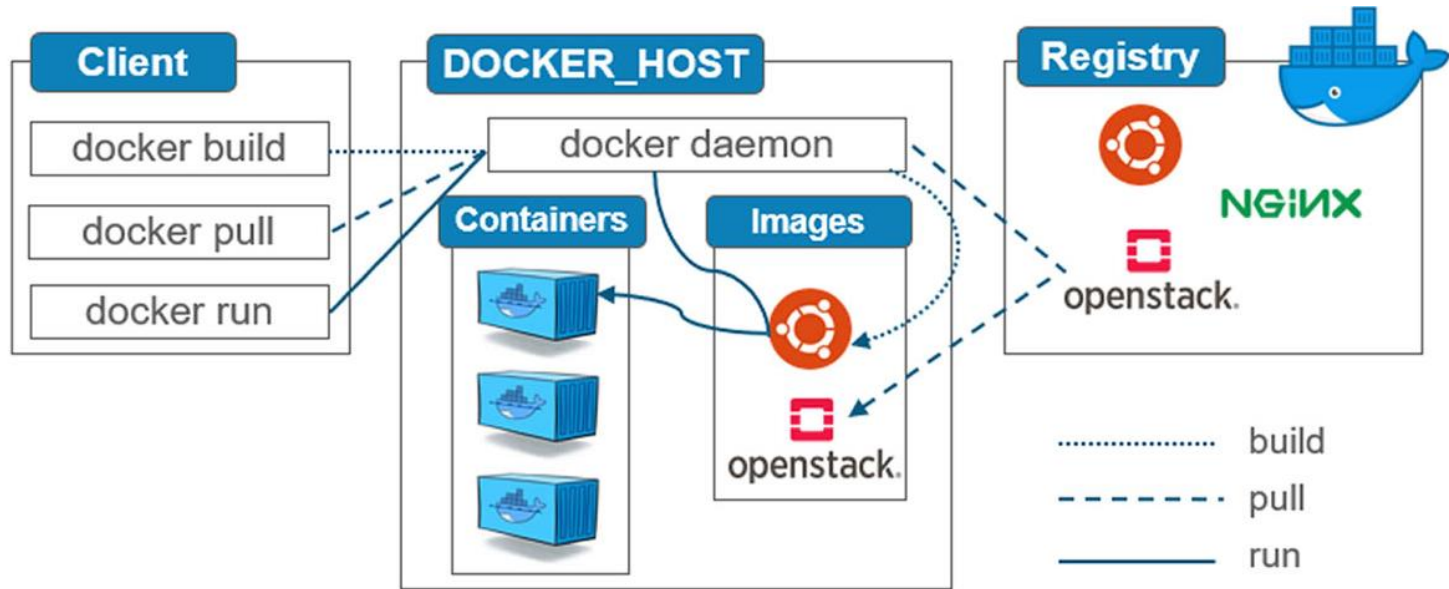 Client
docker build
docker pull
docker run
DOCKER_HOST
docker daemon
Containers
Images
openstack.
Registry
NGINX
openstack.
build
pull
run